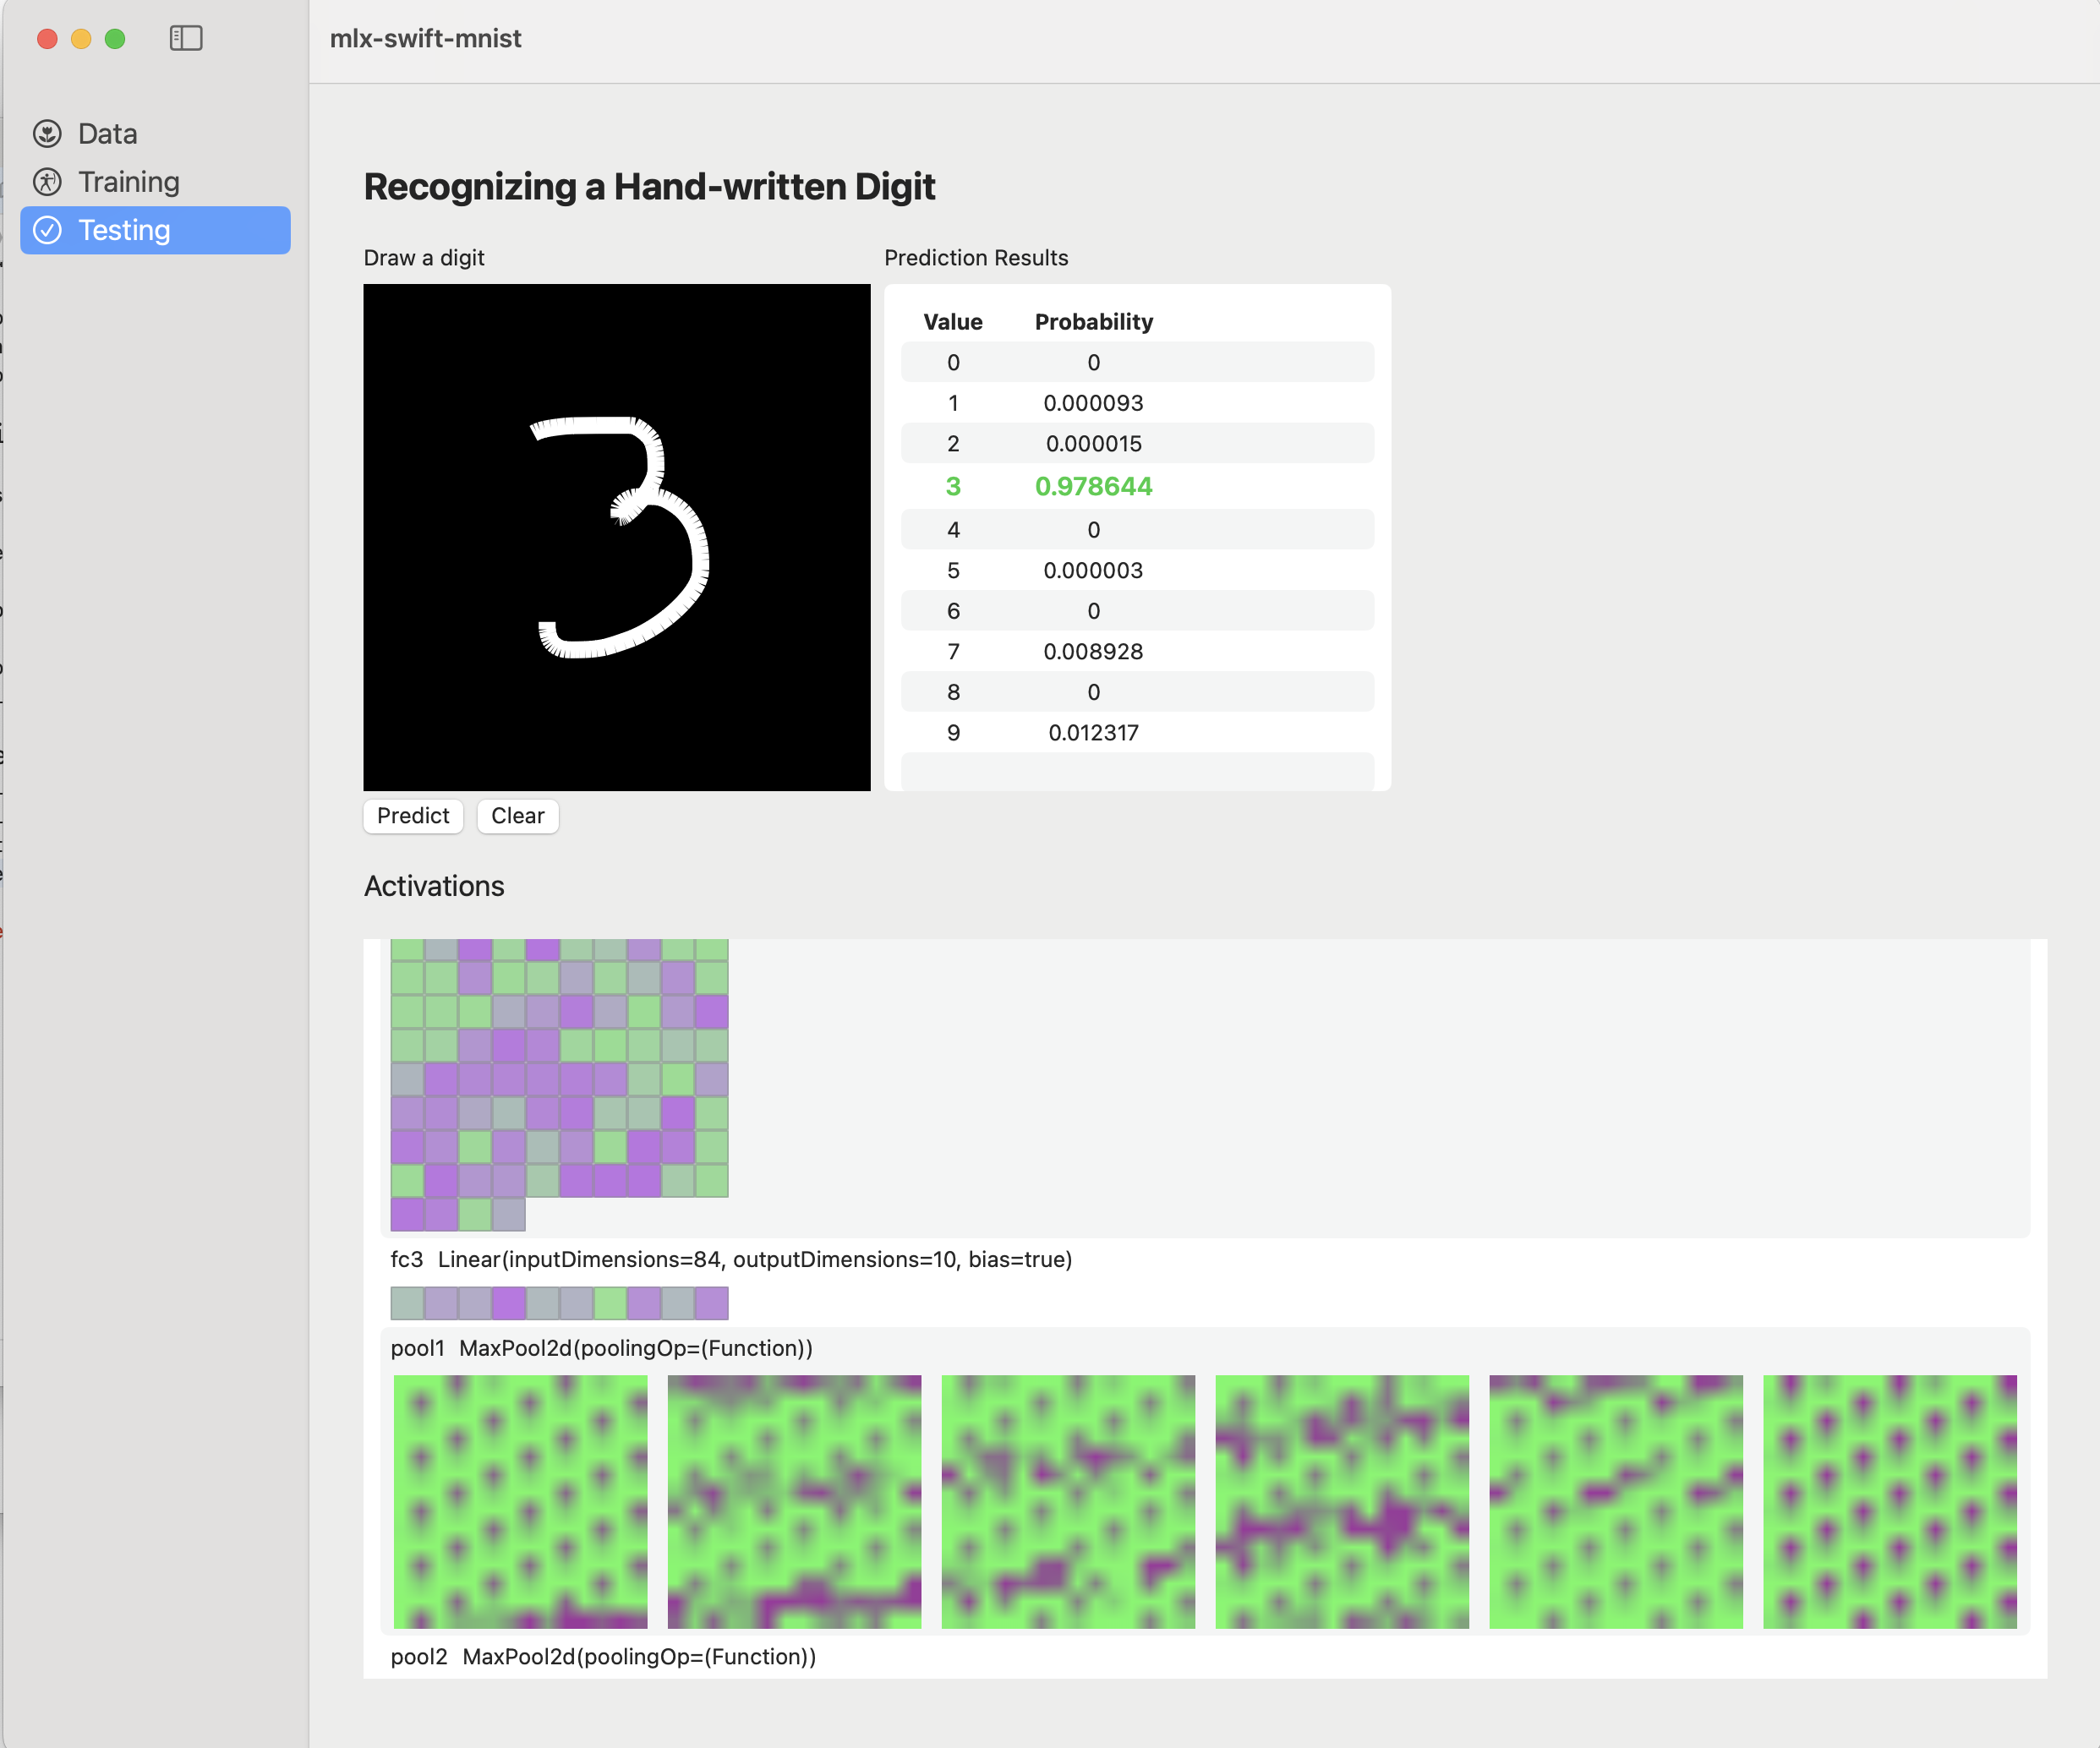 mlx-swift-mnist
Data
Training
Testing
Recognizing a Hand-written Digit
Draw a digit
3
Predict
Clear
Prediction Results
Value Probability
0 0
1 0.000093
2 0.000015
3 0.978644
4 0
5 0.000003
6 0
7 0.008928
8 0
9 0.012317
Activations
fc3 Linear(inputDimensions=84, outputDimensions=10, bias=true)
pool1 MaxPool2d(poolingOp=(Function))
pool2 MaxPool2d(poolingOp=(Function))